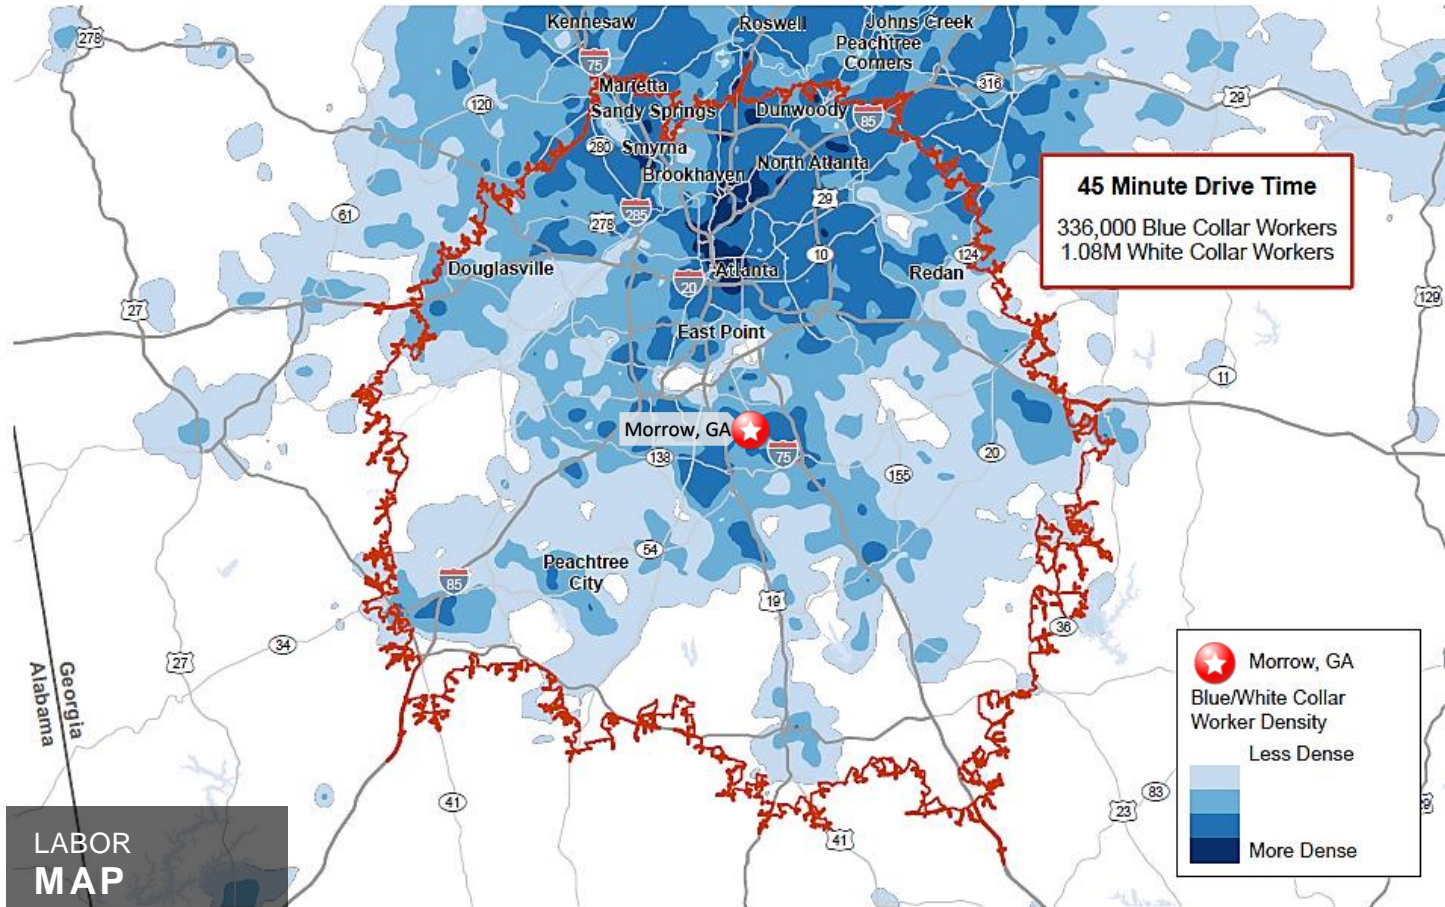 Kennesaw
Roswell
Johns Creek
Peachtree
Corners
278
75
Marietta
316
29
120
Sandy Springs
Dunwoody
85
280
Smyrna
North Atlanta
Brookhaven
45 Minute Drive Time
336,000 Blue Collar Workers
1.08M White Collar Workers
61
285
278
29
10
124
Douglasville
Atlanta
Redan
20
27
129
East Point
11
Morrow, GA
138
75
20
155
54
Peachtree
City
85
19
36
34
27
Georgia
Alabama
Morrow, GA
Blue/White Collar
Worker Density
Less Dense
More Dense
41
83
23
41
LABOR
MAP